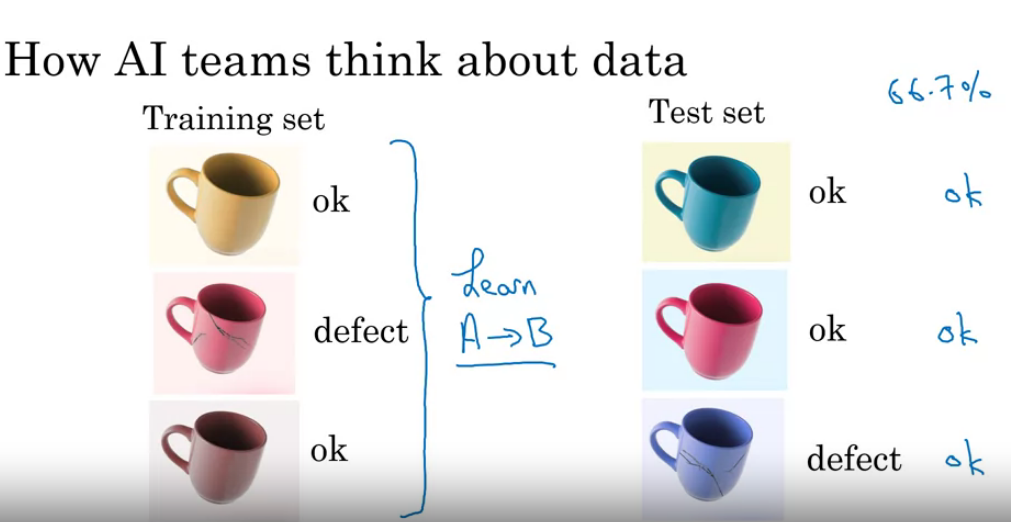 How AI teams think about data
66.7%
Training set
Test set
ok
ok
ok
defect
Learn
A→B
ok
ok
ok
defect
ok